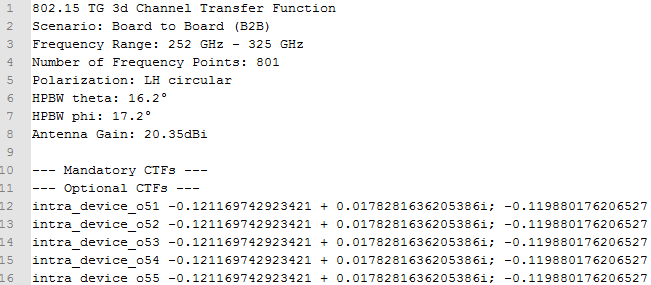 1 802.15 TG 3d Channel Transfer Function
2 Scenario: Board to Board (B2B)
3 Frequency Range: 252 GHz - 325 GHz
4 Number of Frequency Points: 801
5 Polarization: LH circular
6 HPBW theta: 16.2°
7 HPBW phi: 17.2°
8 Antenna Gain: 20.35dBi
9
10 --- Mandatory CTFs ---
11 --- Optional CTFs ---
12 intra_device_o51 -0.121169742923421 + 0.0178281636205386i; -0.119880176206527
13 intra_device_o52 -0.121169742923421 + 0.0178281636205386i; -0.119880176206527
14 intra_device_o53 -0.121169742923421 + 0.0178281636205386i; -0.119880176206527
15 intra_device_o54 -0.121169742923421 + 0.0178281636205386i; -0.119880176206527
16 intra_device_o55 -0.121169742923421 + 0.0178281636205386i; -0.119880176206527